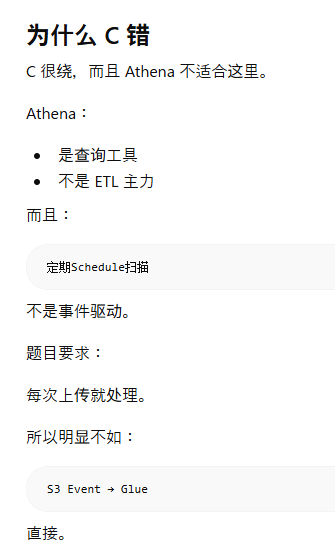 为什么 C 错
C 很绕，而且 Athena 不适合这里。
Athena：
• 是查询工具
• 不是 ETL 主力
而且：
定期Schedule扫描
不是事件驱动。
题目要求：
每次上传就处理。
所以明显不如：
S3 Event → Glue
直接。